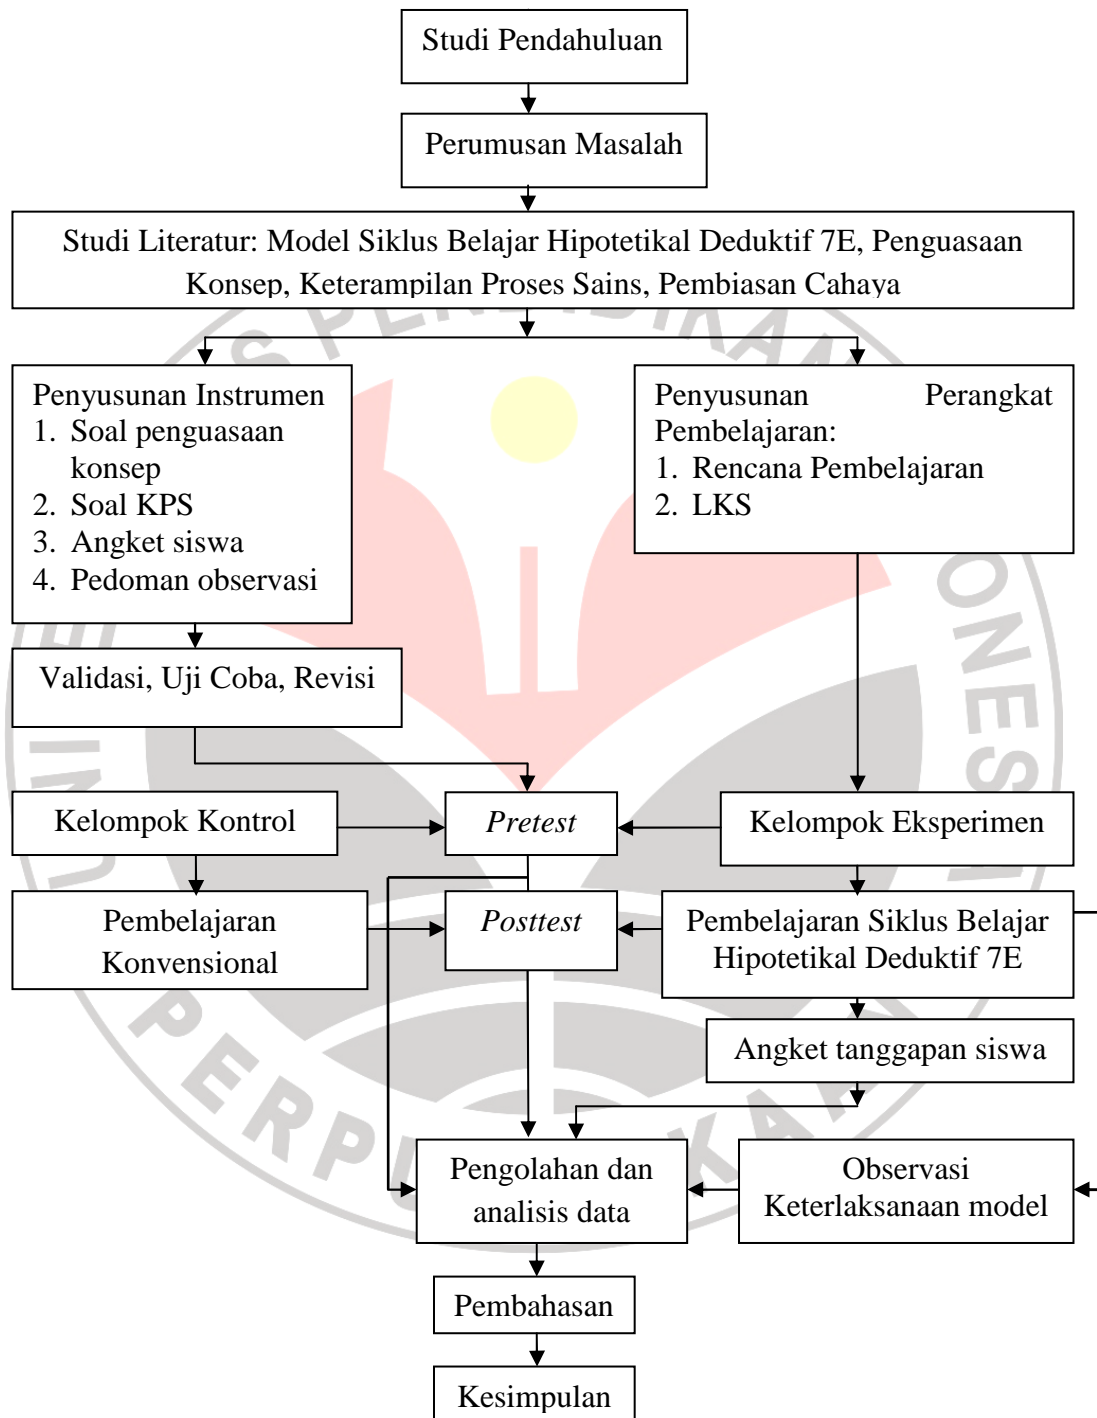 Studi Pendahuluan
Perumusan Masalah
Studi Literatur: Model Siklus Belajar Hipotetikal Deduktif 7E, Penguasaan
Konsep, Keterampilan Proses Sains, Pembiasan Cahaya
Penyusunan Instrumen
1. Soal penguasaan
konsep
2. Soal KPS
3. Angket siswa
4. Pedoman observasi
Penyusunan Perangkat
Pembelajaran:
1. Rencana Pembelajaran
2. LKS
Validasi, Uji Coba, Revisi
Kelompok Kontrol
Pretest
Kelompok Eksperimen
Pembelajaran
Konvensional
Posttest
Pembelajaran Siklus Belajar
Hipotetikal Deduktif 7E
Angket tanggapan siswa
Pengolahan dan
analisis data
Observasi
Keterlaksanaan model
Pembahasan
Kesimpulan